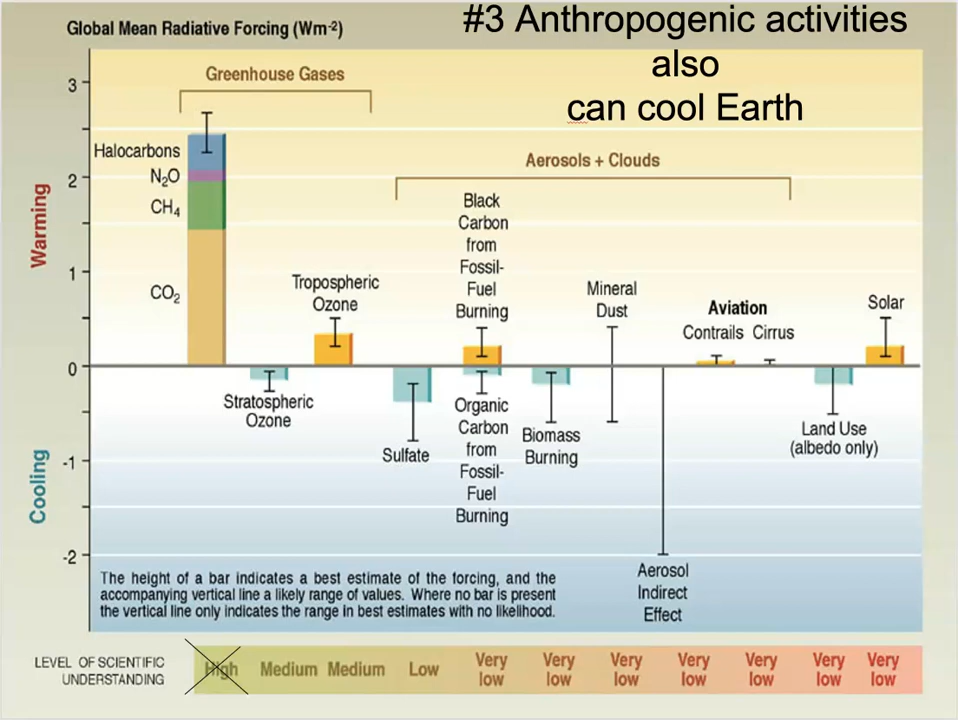 #3 Anthropogenic activities
also
can cool Earth
Global Mean Radiative Forcing (Wm-2)
Greenhouse Gases
Aerosols + Clouds
Warming
Cooling
3
2
1
0
-1
-2
Halocarbons
N2O
CH4
CO2
Stratospheric
Ozone
Tropospheric
Ozone
Sulfate
Black
Carbon
from
Fossil-
Fuel
Burning
Organic
Carbon
from
Fossil-
Fuel
Burning
Biomass
Burning
Mineral
Dust
Aerosol
Indirect
Effect
Aviation
Contrails Cirrus
Land Use
(albedo only)
Solar
The height of a bar indicates a best estimate of the forcing, and the
accompanying vertical line a likely range of values. Where no bar is present
the vertical line only indicates the range in best estimates with no likelihood.
LEVEL OF SCIENTIFIC
UNDERSTANDING
High
Medium
Medium
Low
Very
low
Very
low
Very
low
Very
low
Very
low
Very
low
Very
low